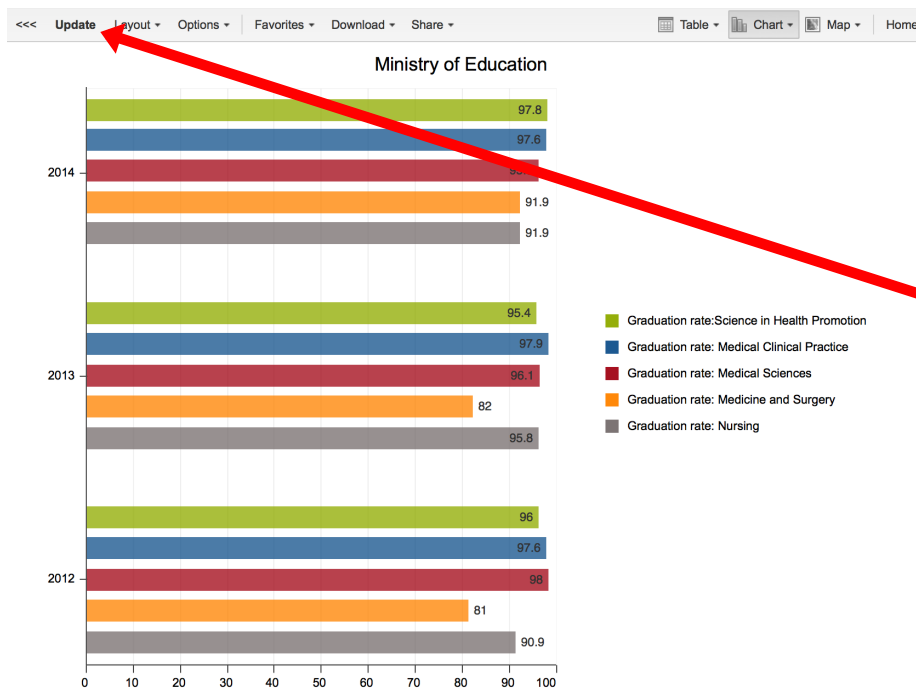 <<< Update Layout Options Favorites Download Share Table Chart Map Home
Ministry of Education
2014
97.8
97.6
91.9
91.9
2013
95.4
97.9
96.1
82
95.8
2012
96
97.6
98
81
90.9
0 10 20 30 40 50 60 70 80 90 100
Graduation rate:Science in Health Promotion
Graduation rate: Medical Clinical Practice
Graduation rate: Medical Sciences
Graduation rate: Medicine and Surgery
Graduation rate: Nursing